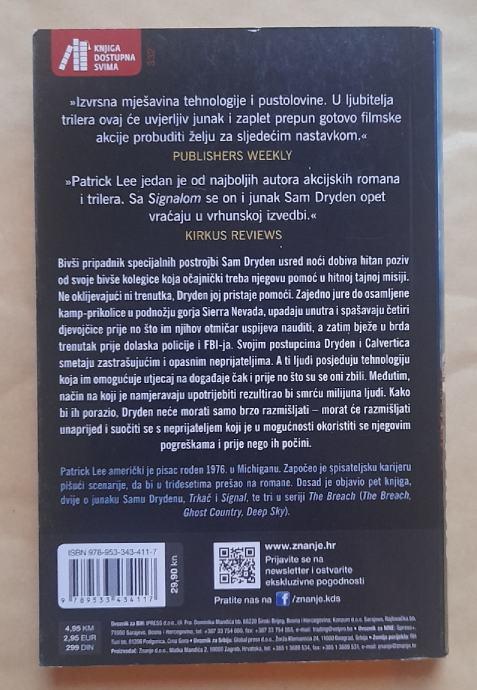 KNJIGA
DOSTUPNA
SVIMA
332
»Izvrsna mješavina tehnologije i pustolovine. U ljubitelja
trilera ovaj će uvjerljiv junak i zaplet prepun gotovo filmske
akcije probuditi želju za sljedećim nastavkom.«
PUBLISHERS WEEKLY
»Patrick Lee jedan je od najboljih autora akcijskih romana
i trilera. Sa Signalom se on i junak Sam Dryden opet
vraćaju u vrhunskoj izvedbi.«
KIRKUS REVIEWS
Bivši pripadnik specijalnih postrojbi Sam Dryden usred noći dobiva hitan poziv
od svoje bivše kolegice koja očajnički treba njegovu pomoć u hitnoj tajnoj misiji.
Ne oklijevajući ni trenutka, Dryden joj pristaje pomoći. Zajedno jure do osamljene
kamp-prikolice u podnožju gorja Sierra Nevada, upadaju unutra i spašavaju četiri
djevojčice prije no što im njihov otmičar uspijeva nauditi, a zatim bježe u brda
trenutak prije dolaska policije i FBI-ja. Svojim postupcima Dryden i Calvertica
smetaju zastrašujućim i opasnim neprijateljima. A ti ljudi posjeduju tehnologiju
koja im omogućuje utjecaj na događaje čak i prije no što su se oni zbili. Međutim,
način na koji je namjeravaju upotrijebiti rezultirao bi smrću milijuna ljudi. Kako
bi ih porazio, Dryden neće morati samo brzo razmišljati – morat će razmišljati
unaprijed i suočiti se s neprijateljem koji je u mogućnosti okoristiti se njegovim
pogreškama i prije nego ih počini.
Patrick Lee američki je pisac rođen 1976. u Michiganu. Započeo je spisateljsku karijeru
pišući scenarije, da bi u tridesetima prešao na romane. Dosad je objavio pet knjiga,
dvije o junaku Samu Drydenu, Trkač i Signal, te tri u seriji The Breach (The Breach,
Ghost Country, Deep Sky).
ISBN 978-953-343-411-7
9 789533 434117
29,90 kn
www.znanje.hr
Prijavite se na
newsletter i ostvarite
ekskluzivne pogodnosti
Pratite nas na f /znanje.kds
4,95 KM
2,95 EUR
299 DIN